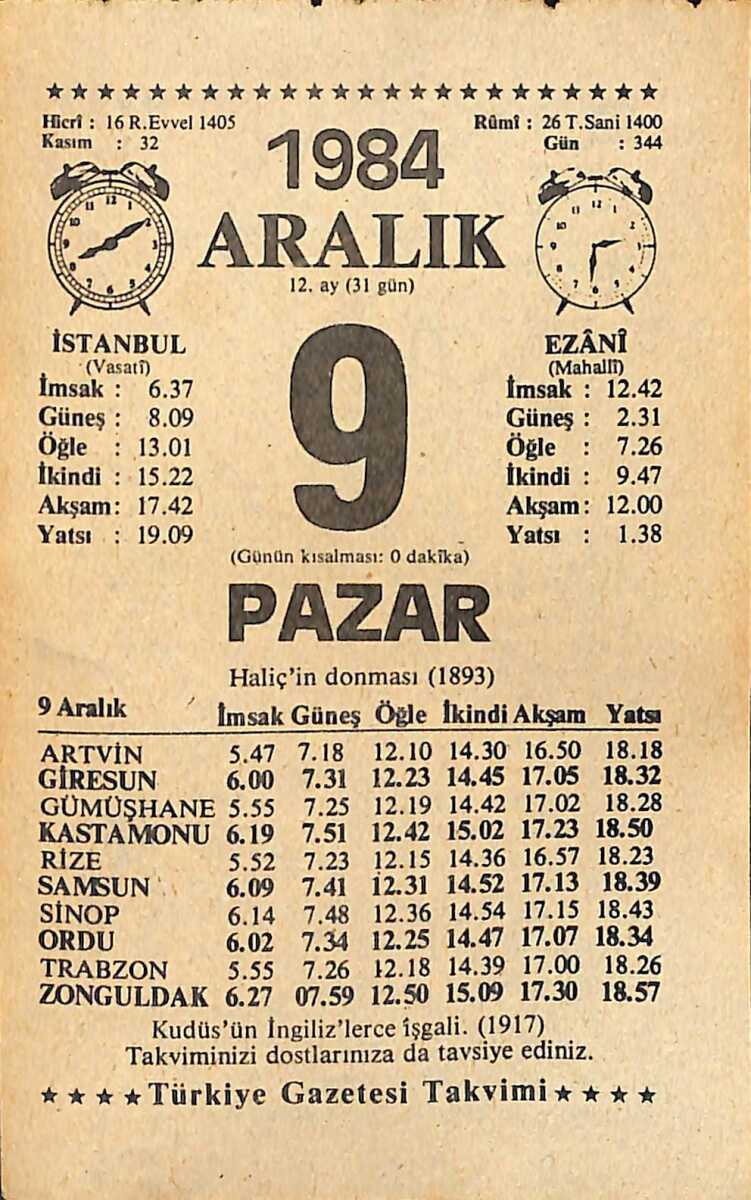 ★★★★★★★★★★★★★★★★★★★★★★★★
Hicrî : 16 R.Evvel 1405
Kasım : 32
Rûmî : 26 T.Sani 1400
Gün : 344
1984
ARALIK
12. ay (31 gün)
9
(Günün kısalması: 0 dakîka)
PAZAR
İSTANBUL
(Vasatî)
İmsak : 6.37
Güneş : 8.09
Öğle : 13.01
İkindi : 15.22
Akşam : 17.42
Yatsı : 19.09
EZÂNÎ
(Mahallî)
İmsak : 12.42
Güneş : 2.31
Öğle : 7.26
İkindi : 9.47
Akşam : 12.00
Yatsı : 1.38
Haliç'in donması (1893)
9 Aralık İmsak Güneş Öğle İkindi Akşam Yatsı
ARTVİN 5.47 7.18 12.10 14.30 16.50 18.18
GİRESUN 6.00 7.31 12.23 14.45 17.05 18.32
GÜMÜŞHANE 5.55 7.25 12.19 14.42 17.02 18.28
KASTAMONU 6.19 7.51 12.42 15.02 17.23 18.50
RİZE 5.52 7.23 12.15 14.36 16.57 18.23
SAMSUN 6.09 7.41 12.31 14.52 17.13 18.39
SİNOP 6.14 7.48 12.36 14.54 17.15 18.43
ORDU 6.02 7.34 12.25 14.47 17.07 18.34
TRABZON 5.55 7.26 12.18 14.39 17.00 18.26
ZONGULDAK 6.27 07.59 12.50 15.09 17.30 18.57
Kudüs'ün İngiliz'lerce îşgali. (1917)
Takviminizi dostlarınıza da tavsiye ediniz.
★★★★Türkiye Gazetesi Takvimi★★★★